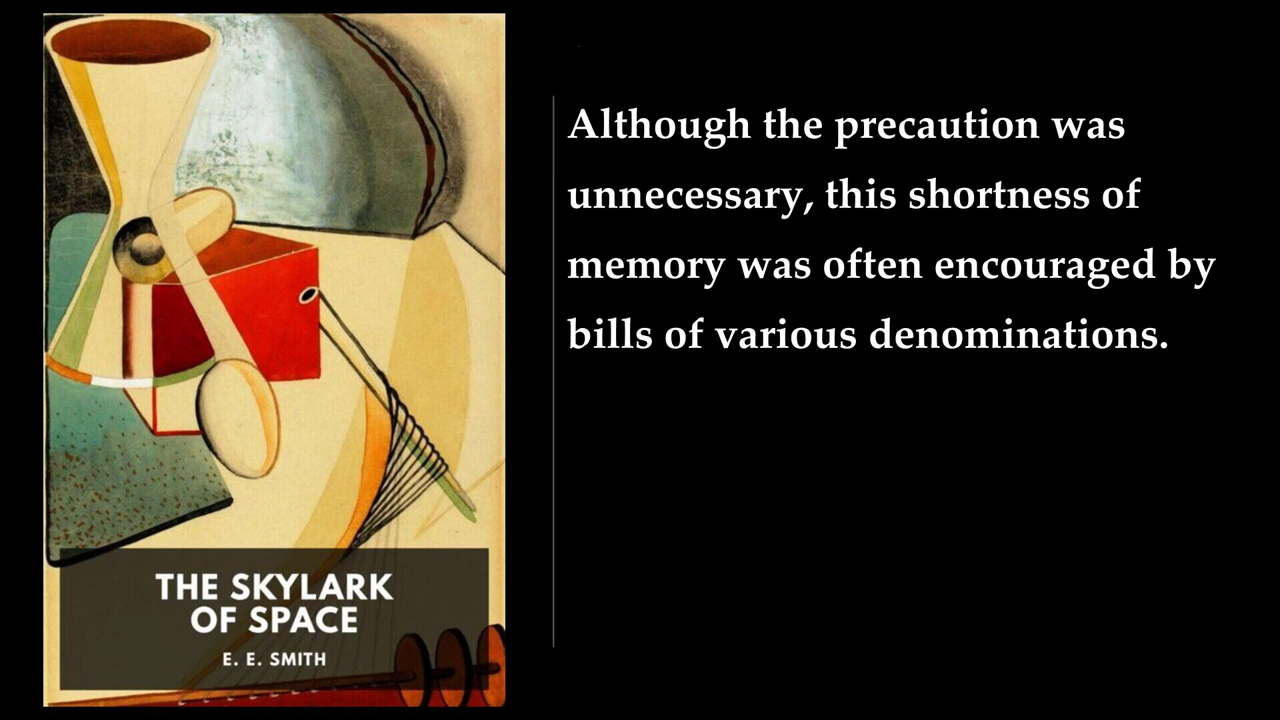 THE SKYLARK
OF SPACE
E. E. SMITH
Although the precaution was
unnecessary, this shortness of
memory was often encouraged by
bills of various denominations.